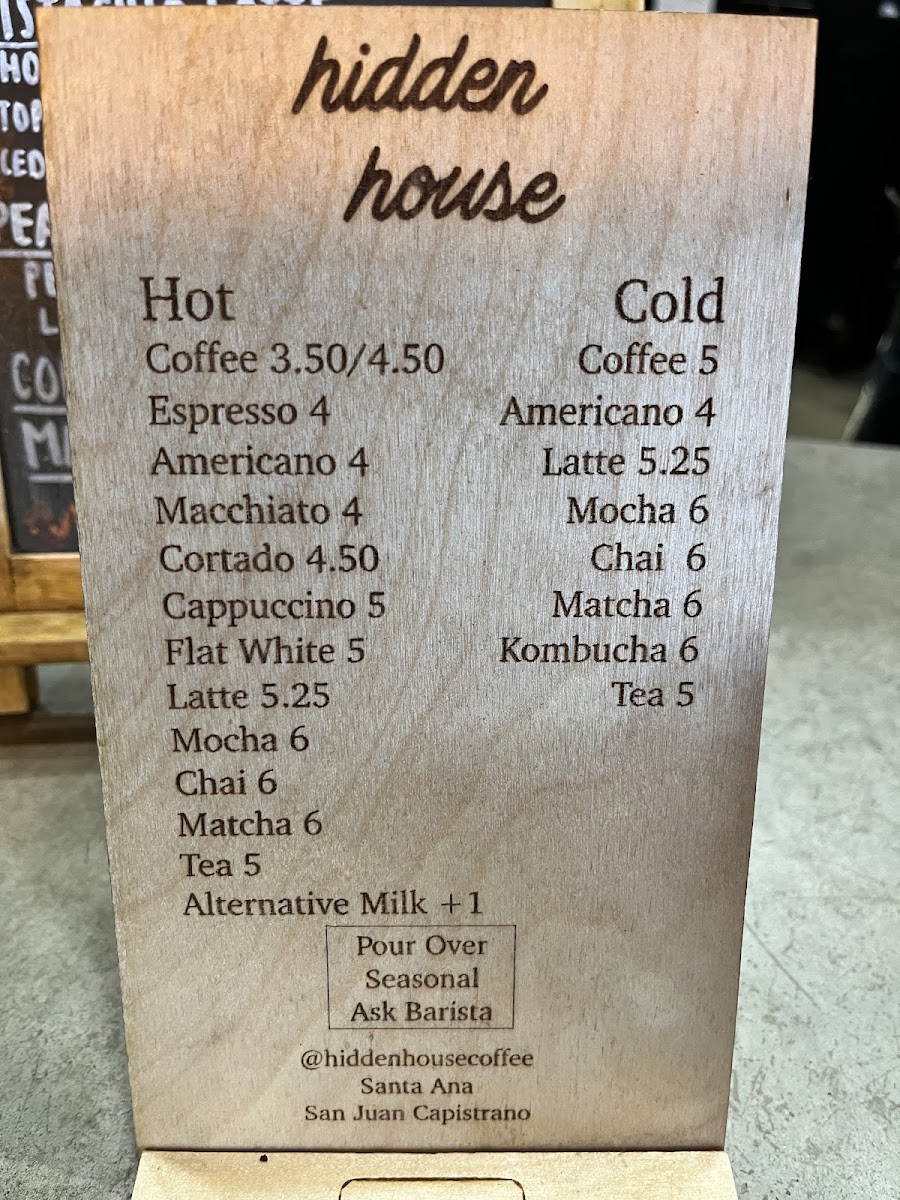 hidden
house
Hot
Coffee 3.50/4.50
Espresso 4
Americano 4
Macchiato 4
Cortado 4.50
Cappuccino 5
Flat White 5
Latte 5.25
Mocha 6
Chai 6
Matcha 6
Tea 5
Alternative Milk +1
Cold
Coffee 5
Americano 4
Latte 5.25
Mocha 6
Chai 6
Matcha 6
Kombucha 6
Tea 5
Pour Over
Seasonal
Ask Barista
@hiddenhousecoffee
Santa Ana
San Juan Capistrano